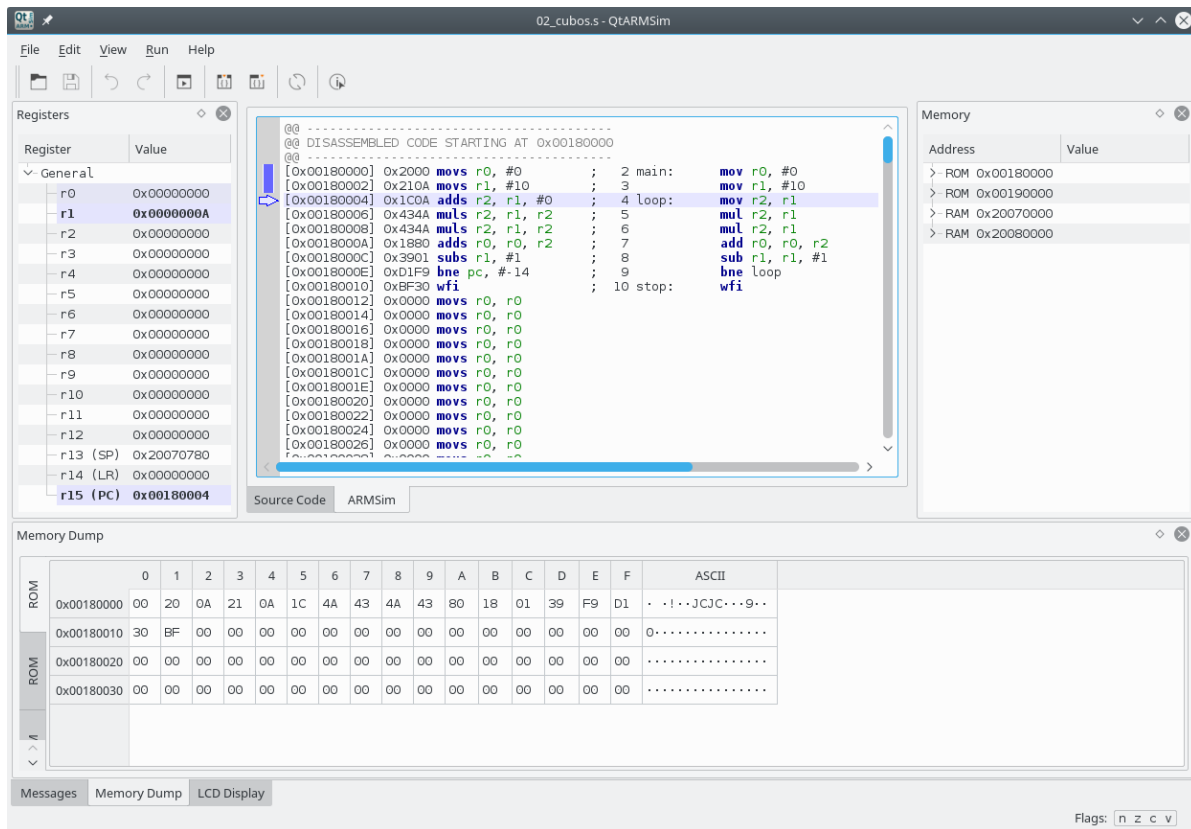 02_cubos.s - QtARMSim
File Edit View Run Help
Registers
Register Value
General
r0 0x00000000
r1 0x0000000A
r2 0x00000000
r3 0x00000000
r4 0x00000000
r5 0x00000000
r6 0x00000000
r7 0x00000000
r8 0x00000000
r9 0x00000000
r10 0x00000000
r11 0x00000000
r12 0x00000000
r13 (SP) 0x20070780
r14 (LR) 0x00000000
r15 (PC) 0x00180004
@@ ----------------------------------------
@@ DISASSEMBLED CODE STARTING AT 0x00180000
@@ ----------------------------------------
[0x00180000] 0x2000 movs r0, #0 ; 2 main: mov r0, #0
[0x00180002] 0x210A movs r1, #10 ; 3 mov r1, #10
[0x00180004] 0x1C0A adds r2, r1, #0 ; 4 loop: mov r2, r1
[0x00180006] 0x434A muls r2, r1, r2 ; 5 mul r2, r1
[0x00180008] 0x434A muls r2, r1, r2 ; 6 mul r2, r1
[0x0018000A] 0x1880 adds r0, r0, r2 ; 7 add r0, r0, r2
[0x0018000C] 0x3901 subs r1, #1 ; 8 sub r1, r1, #1
[0x0018000E] 0xD1F9 bne pc, #-14 ; 9 bne loop
[0x00180010] 0xBF30 wfi ; 10 stop: wfi
[0x00180012] 0x0000 movs r0, r0
[0x00180014] 0x0000 movs r0, r0
[0x00180016] 0x0000 movs r0, r0
[0x00180018] 0x0000 movs r0, r0
[0x0018001A] 0x0000 movs r0, r0
[0x0018001C] 0x0000 movs r0, r0
[0x0018001E] 0x0000 movs r0, r0
[0x00180020] 0x0000 movs r0, r0
[0x00180022] 0x0000 movs r0, r0
[0x00180024] 0x0000 movs r0, r0
[0x00180026] 0x0000 movs r0, r0
Source Code ARMSim
Memory
Address Value
ROM 0x00180000
ROM 0x00190000
RAM 0x20070000
RAM 0x20080000
Memory Dump
ROM
ROM
0 1 2 3 4 5 6 7 8 9 A B C D E F ASCII
0x00180000 00 20 0A 21 0A 1C 4A 43 4A 43 80 18 01 39 F9 D1 · ·!··JCJC···9··
0x00180010 30 BF 00 00 00 00 00 00 00 00 00 00 00 00 00 00 0···············
0x00180020 00 00 00 00 00 00 00 00 00 00 00 00 00 00 00 00 ················
0x00180030 00 00 00 00 00 00 00 00 00 00 00 00 00 00 00 00 ················
Messages Memory Dump LCD Display
Flags: n z c v